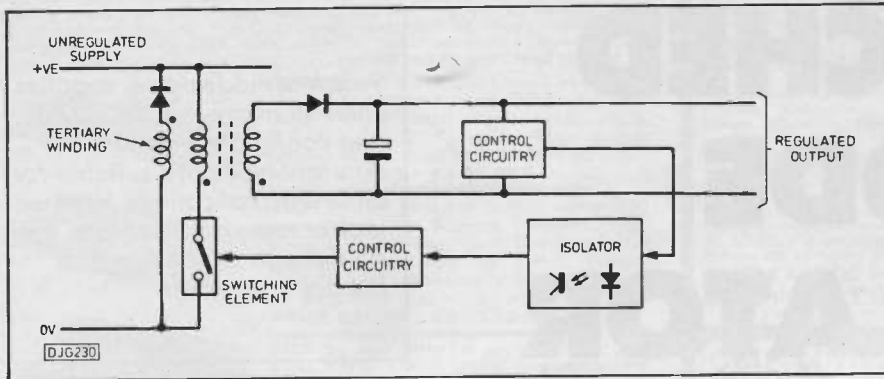 UNREGULATED
SUPPLY
+VE
TERTIARY
WINDING
CONTROL
CIRCUITRY
REGULATED
OUTPUT
CONTROL
CIRCUITRY
ISOLATOR
SWITCHING
ELEMENT
0V
DJG230